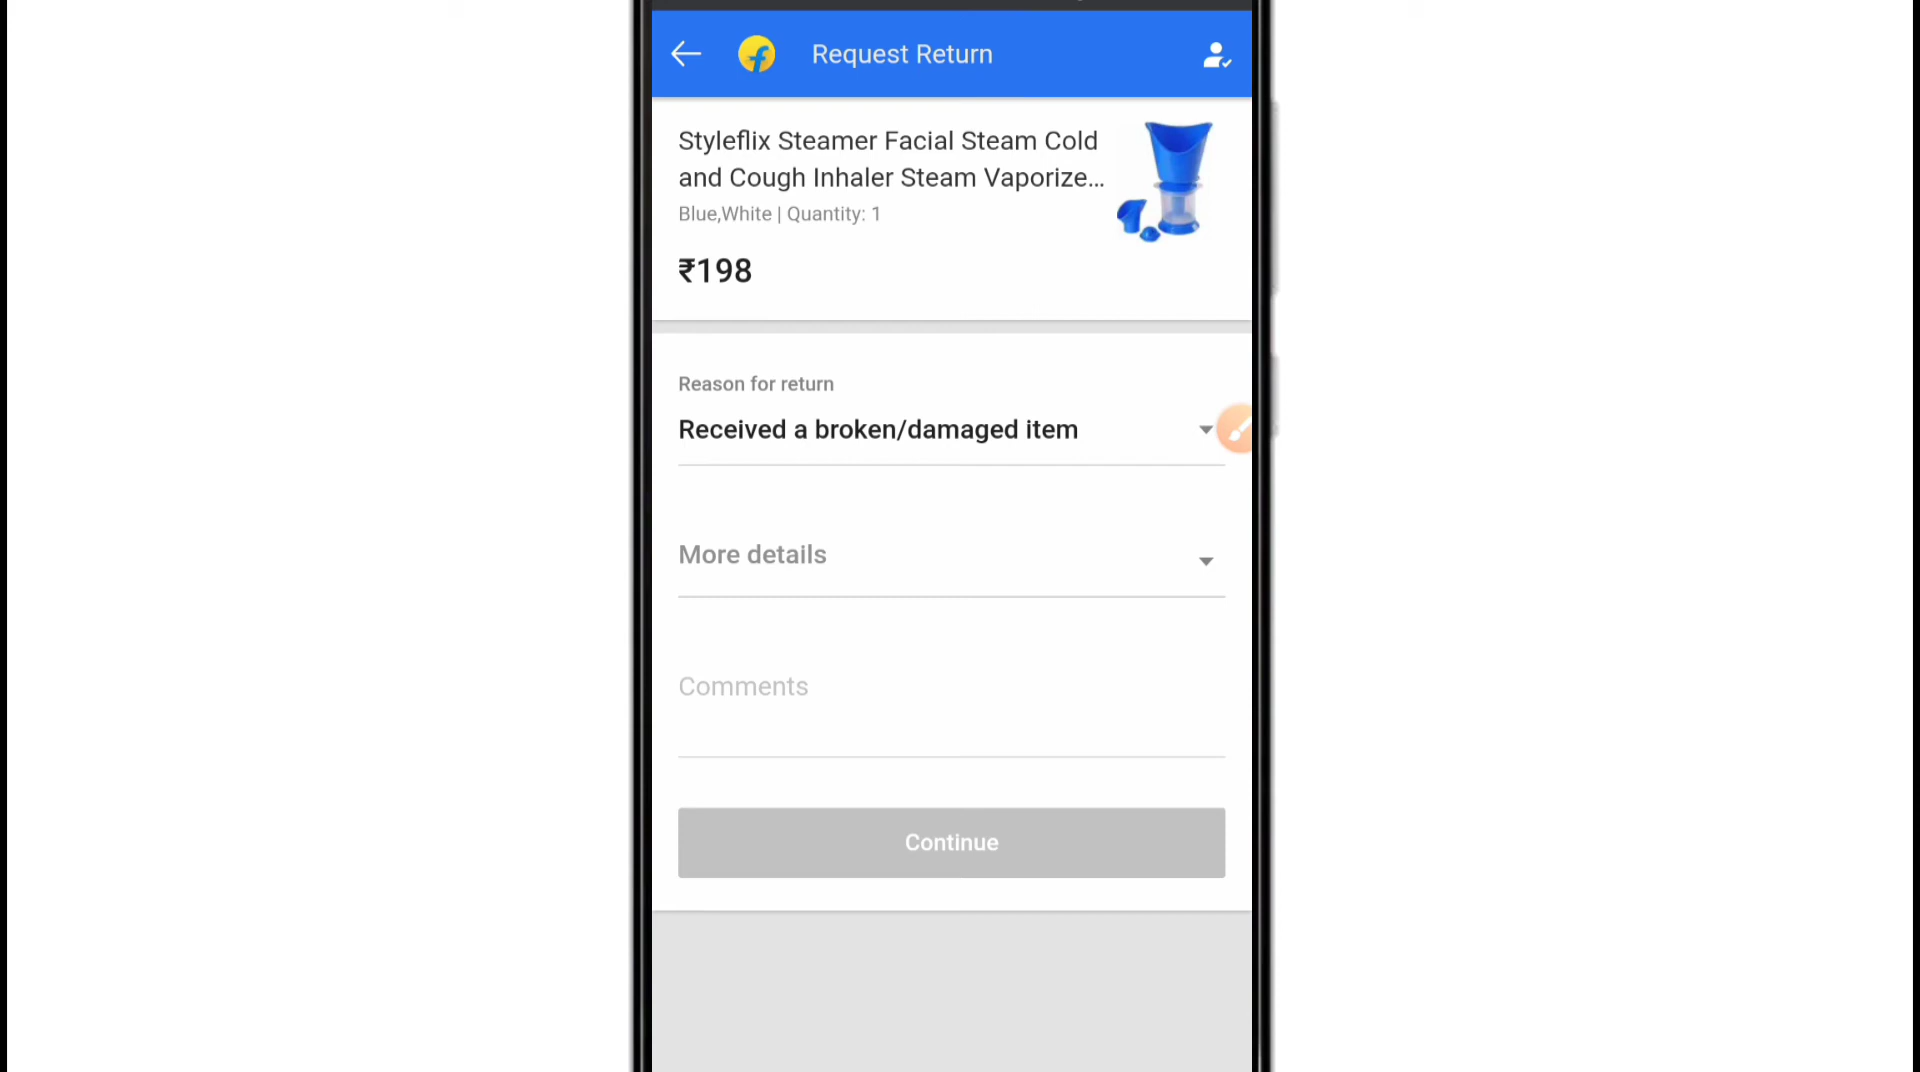 Request Return
Styleflix Steamer Facial Steam Cold
and Cough Inhaler Steam Vaporize...
Blue,White | Quantity: 1
₹198
Reason for return
Received a broken/damaged item
More details
Comments
Continue